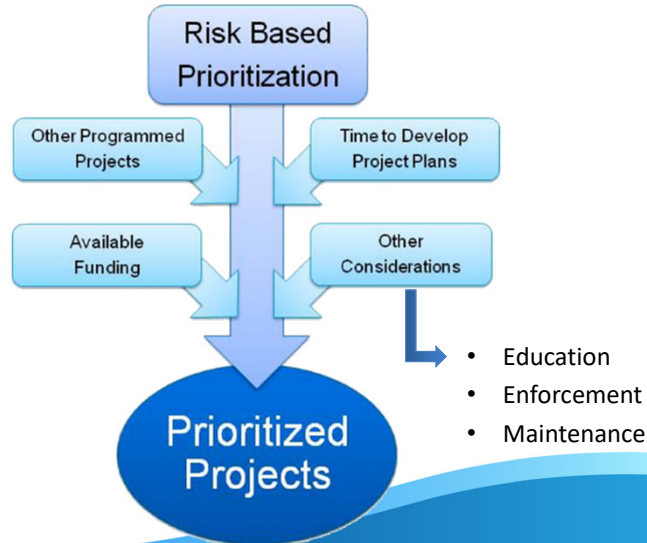 Risk Based
Prioritization
Other Programmed
Projects
Time to Develop
Project Plans
Available
Funding
Other
Considerations
• Education
• Enforcement
• Maintenance
Prioritized
Projects